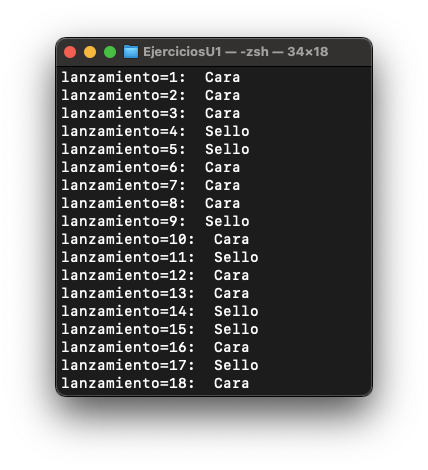 EjerciciosU1 — -zsh — 34×18
lanzamiento=1:  Cara
lanzamiento=2:  Cara
lanzamiento=3:  Cara
lanzamiento=4:  Sello
lanzamiento=5:  Sello
lanzamiento=6:  Cara
lanzamiento=7:  Cara
lanzamiento=8:  Cara
lanzamiento=9:  Sello
lanzamiento=10:  Cara
lanzamiento=11:  Sello
lanzamiento=12:  Cara
lanzamiento=13:  Cara
lanzamiento=14:  Sello
lanzamiento=15:  Sello
lanzamiento=16:  Cara
lanzamiento=17:  Sello
lanzamiento=18:  Cara